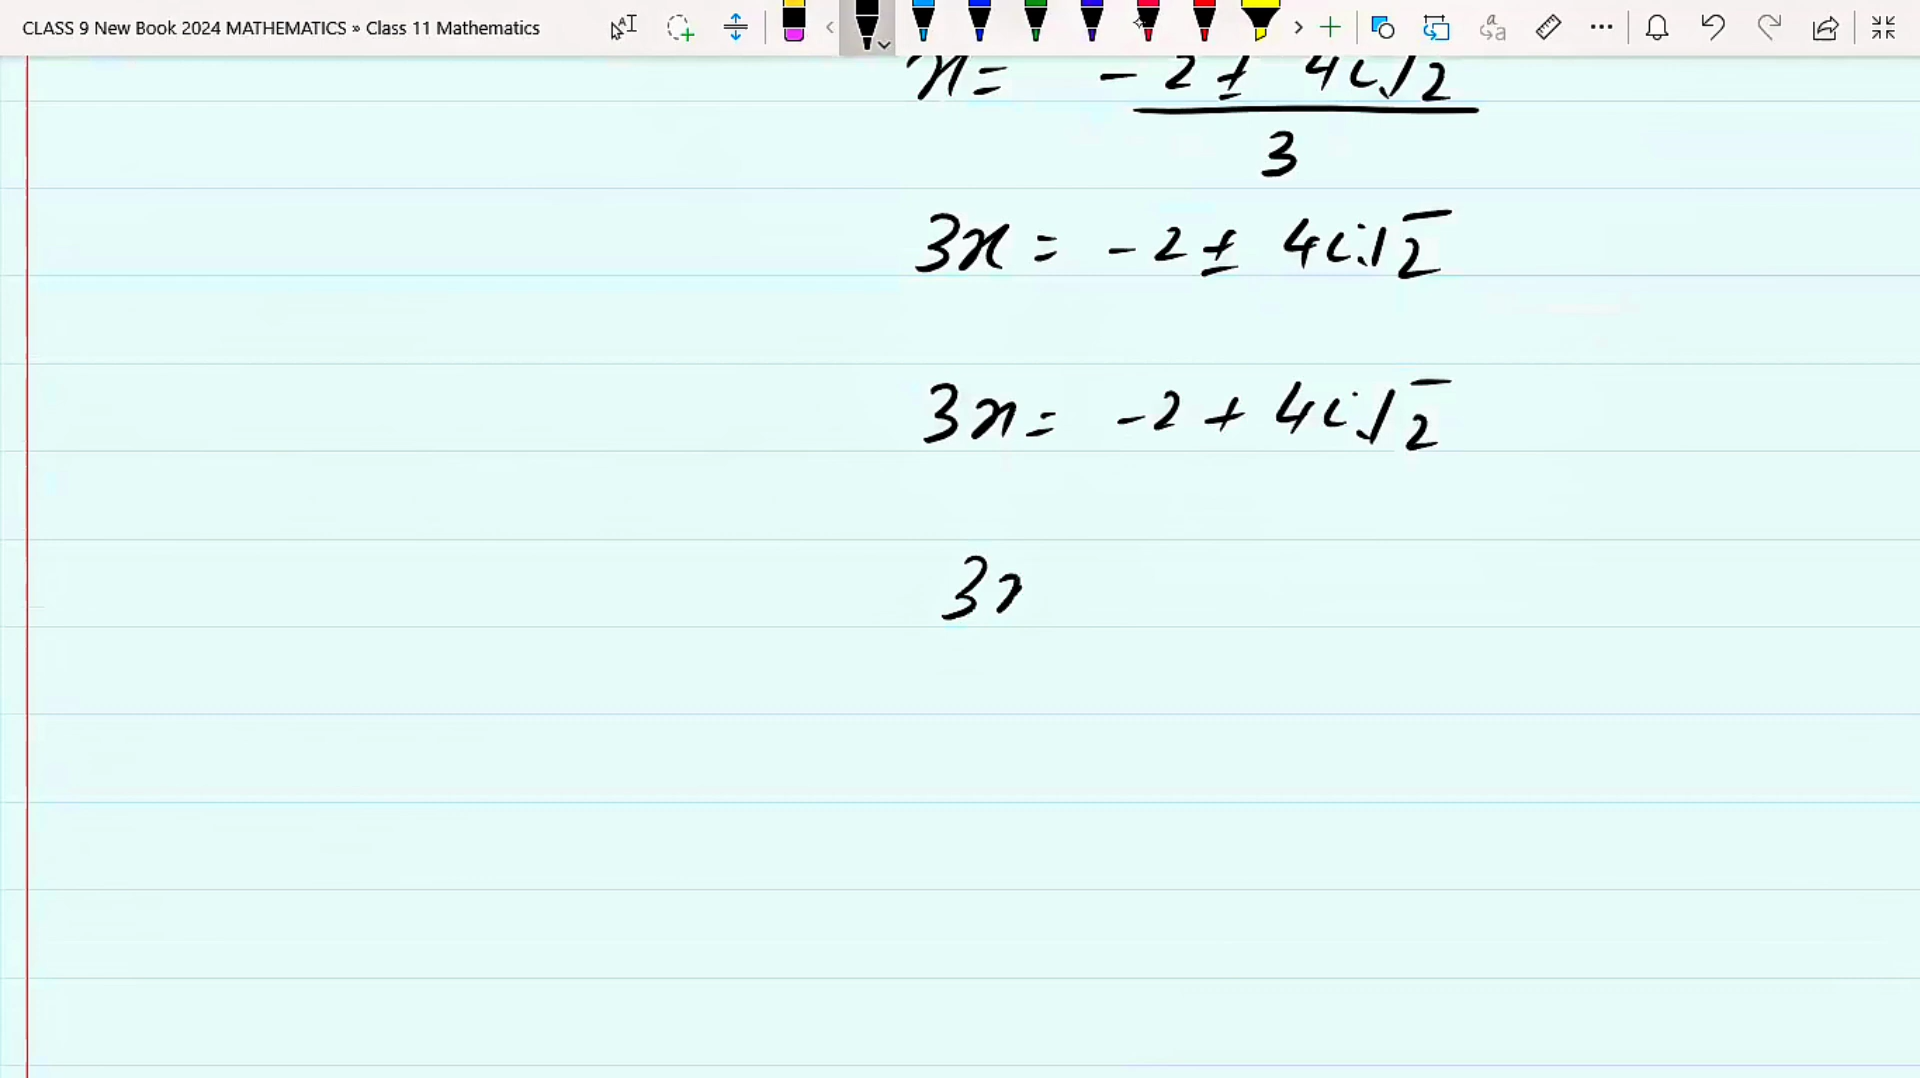 CLASS 9 New Book 2024 MATHEMATICS » Class 11 Mathematics
x = -2 ± 4i√2
3
3x = -2 ± 4i√2
3x = -2 + 4i√2
3x